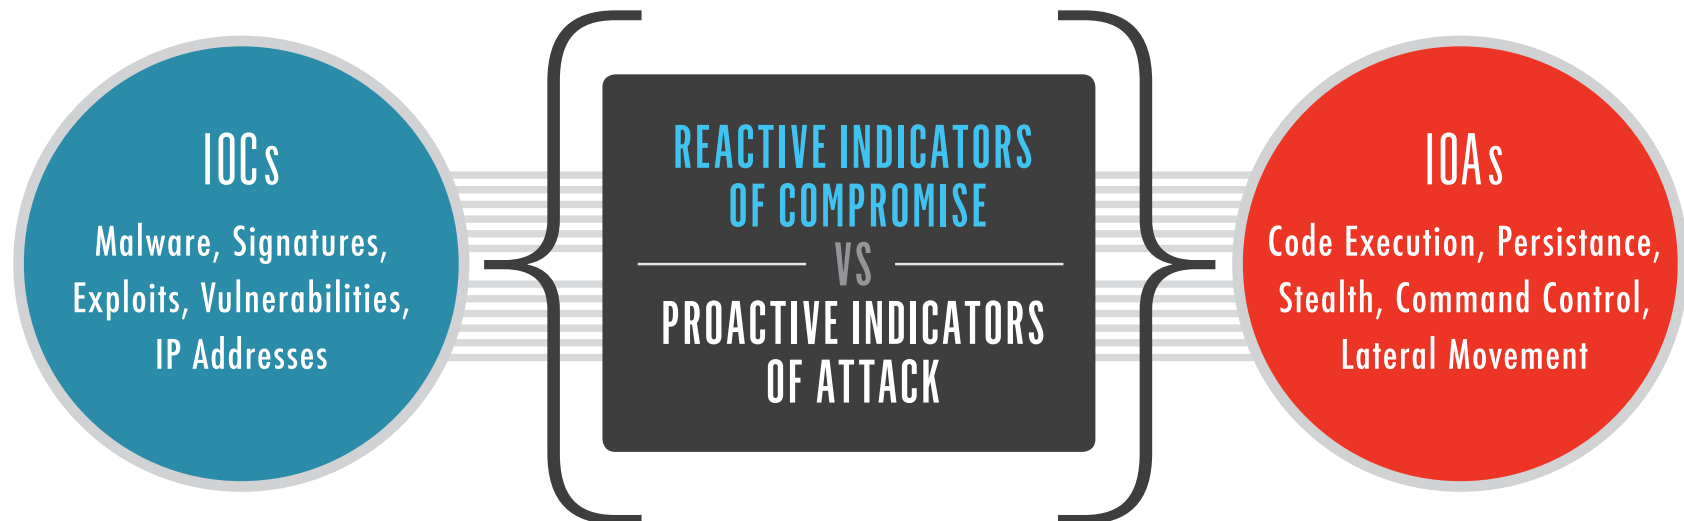 IOCs
Malware, Signatures,
Exploits, Vulnerabilities,
IP Addresses
REACTIVE INDICATORS
OF COMPROMISE
VS
PROACTIVE INDICATORS
OF ATTACK
IOAs
Code Execution, Persistance,
Stealth, Command Control,
Lateral Movement